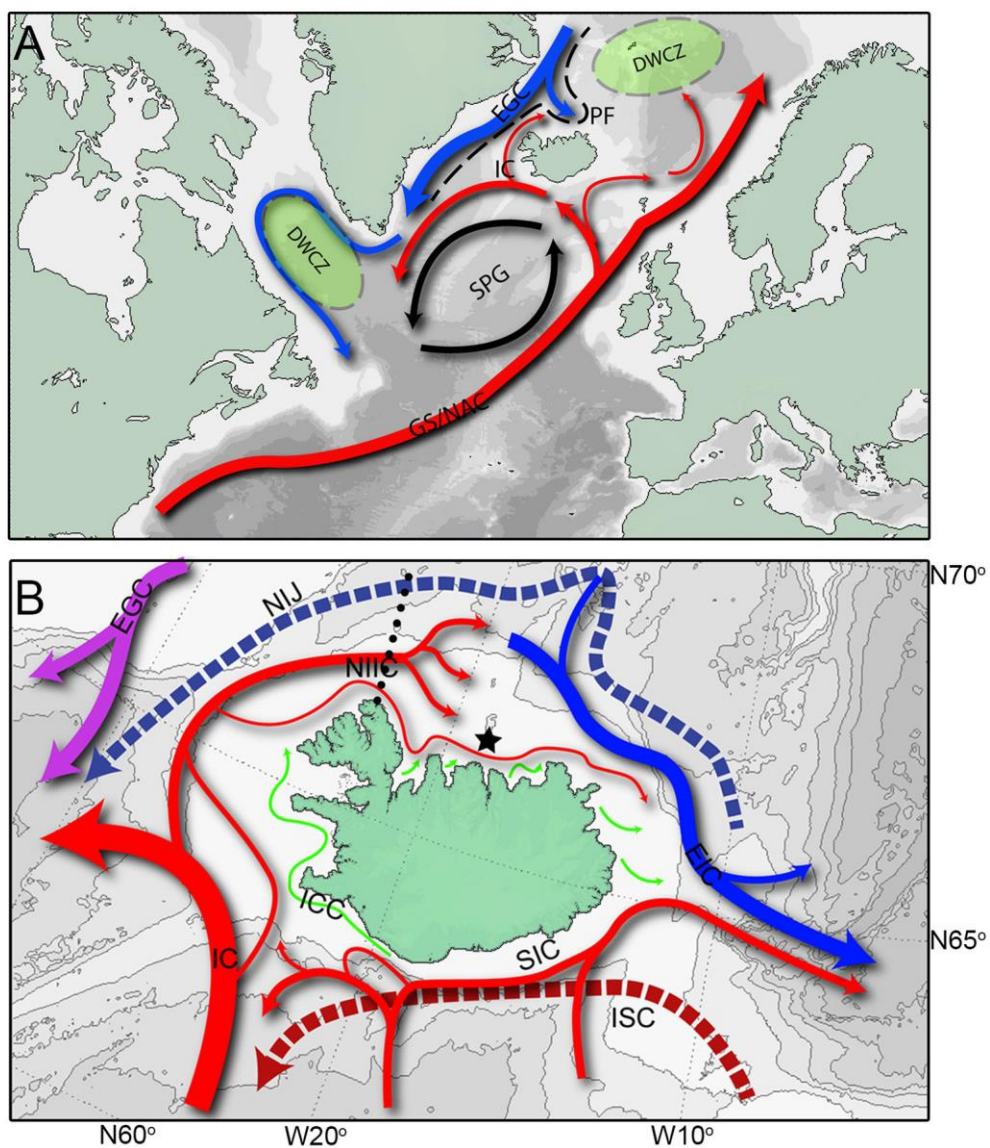 A
DWCZ
EGC
PF
IC
DWCZ
SPG
GS/NAC
B
N70°
EGC
NIJ
NIIC
EIC
ICC
N65°
IC
SIC
ISC
N60°
W20°
W10°